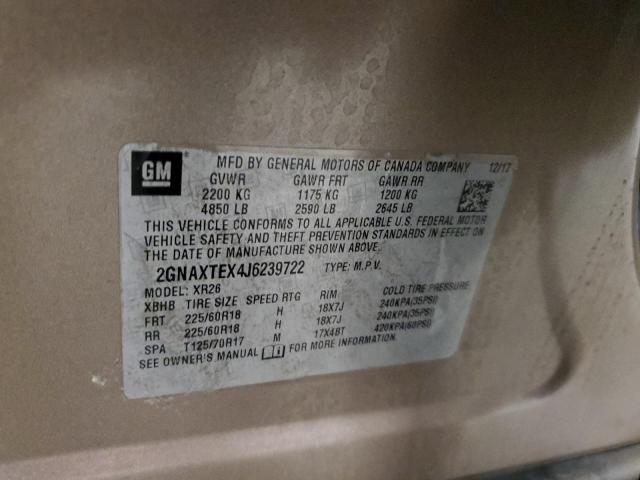 GM MFD BY GENERAL MOTORS OF CANADA COMPANY 12/17
GVWR GAWR FRT GAWR RR
2200 KG 1175 KG 1200 KG
4850 LB 2590 LB 2645 LB
THIS VEHICLE CONFORMS TO ALL APPLICABLE U.S. FEDERAL MOTOR
VEHICLE SAFETY AND THEFT PREVENTION STANDARDS IN EFFECT ON
THE DATE OF MANUFACTURE SHOWN ABOVE.
2GNAXTEX4J6239722 TYPE: M.P.V.
MODEL: XR26
XBHB TIRE SIZE SPEED RTG RIM COLD TIRE PRESSURE
FRT 225/60R18 H 18X7J 240KPA(35PSI)
RR 225/60R18 H 18X7J 240KPA(35PSI)
SPA T125/70R17 M 17X4BT 420KPA(60PSI)
SEE OWNER'S MANUAL FOR MORE INFORMATION.